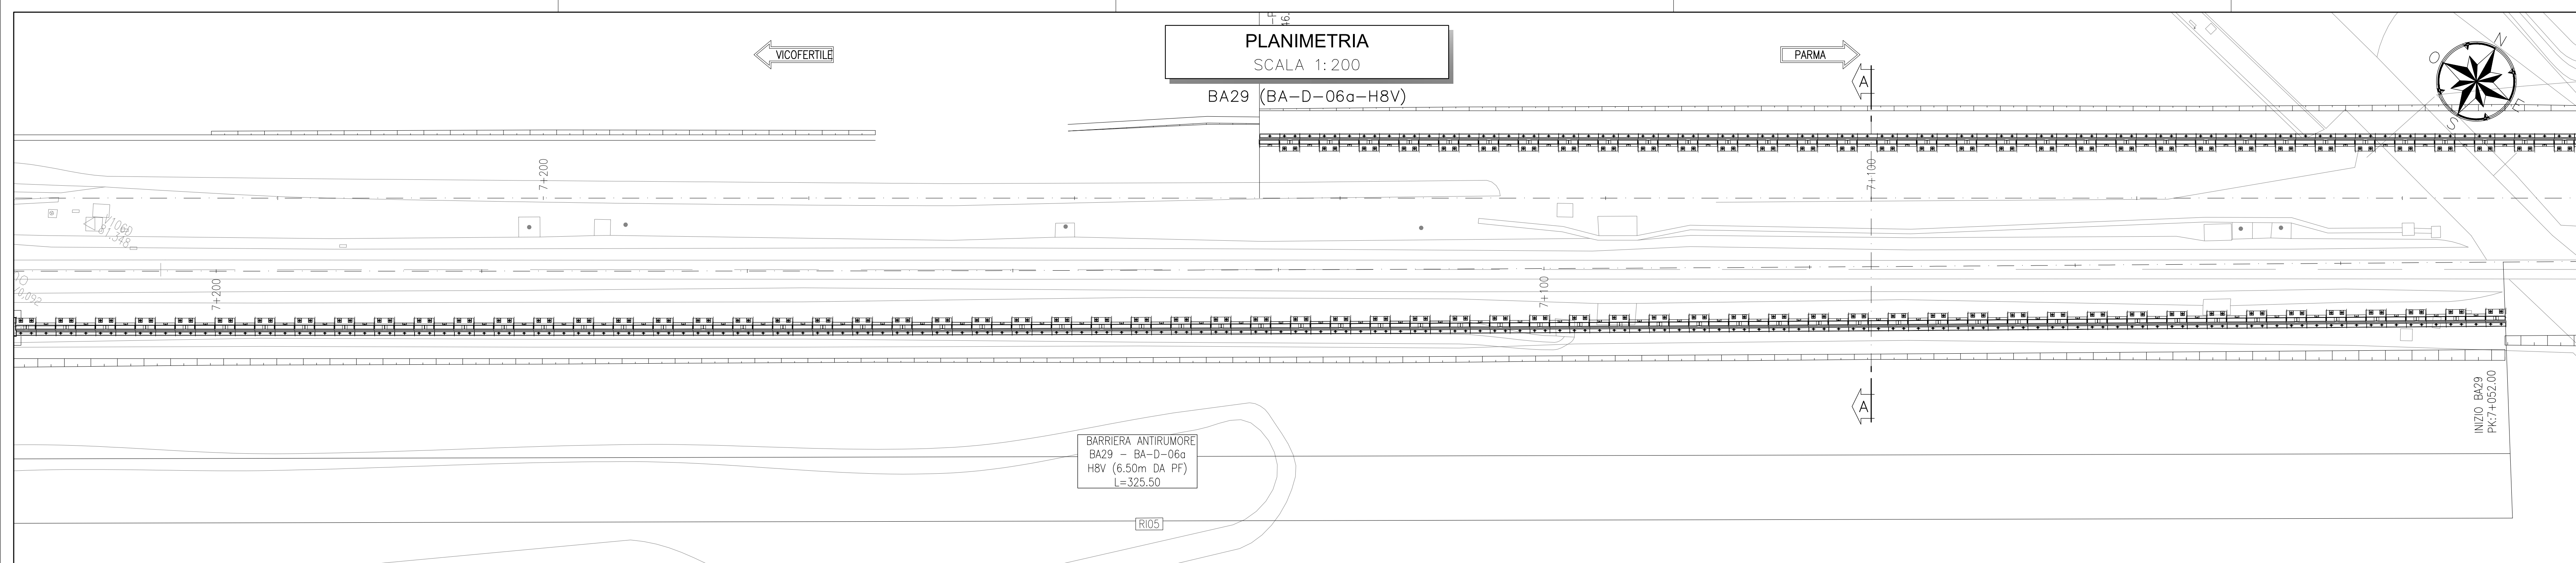 PLANIMETRIA
SCALA 1:200
VICOFERTILE
PARMA
BA29 (BA-D-06a-H8V)
A
N
O
E
S
7+200
7+100
7+200
7+100
A
INIZIO BA29
PK:7+052.00
BARRIERA ANTIRUMORE
BA29 - BA-D-06a
H8V (6.50m DA PF)
L=325.50
RI05